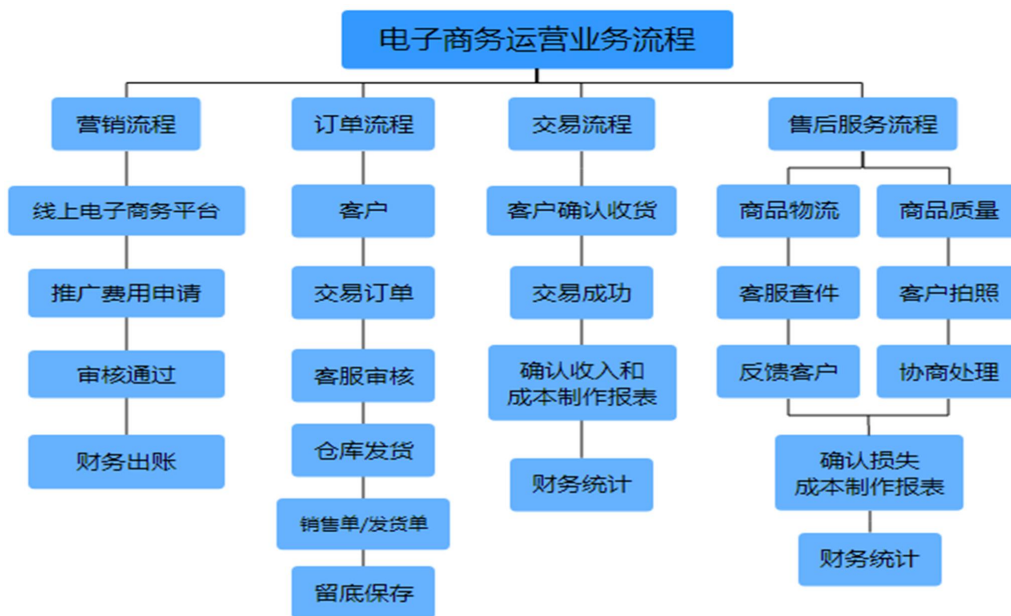 电子商务运营业务流程
营销流程
订单流程
交易流程
售后服务流程
线上电子商务平台
客户
客户确认收货
商品物流
商品质量
推广费用申请
交易订单
交易成功
客服查件
客户拍照
审核通过
客服审核
确认收入和
成本制作报表
反馈客户
协商处理
财务出账
仓库发货
财务统计
确认损失
成本制作报表
销售单/发货单
财务统计
留底保存